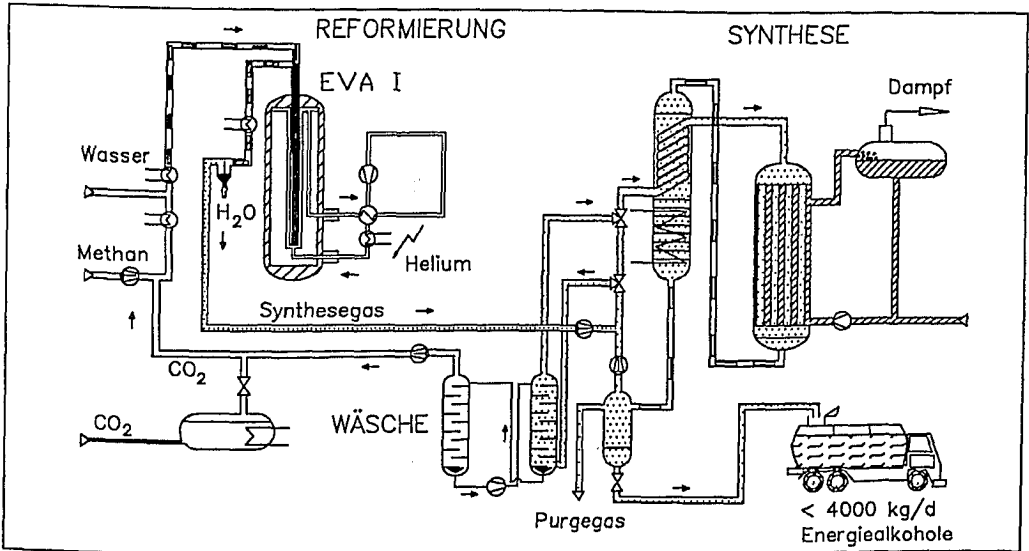 REFORMIERUNG
SYNTHESE
EVA I
Dampf
Wasser
H₂O
Methan
Helium
Synthesegas
CO₂
WÄSCHE
CO₂
Purgegas
< 4000 kg/d
Energiealkohole